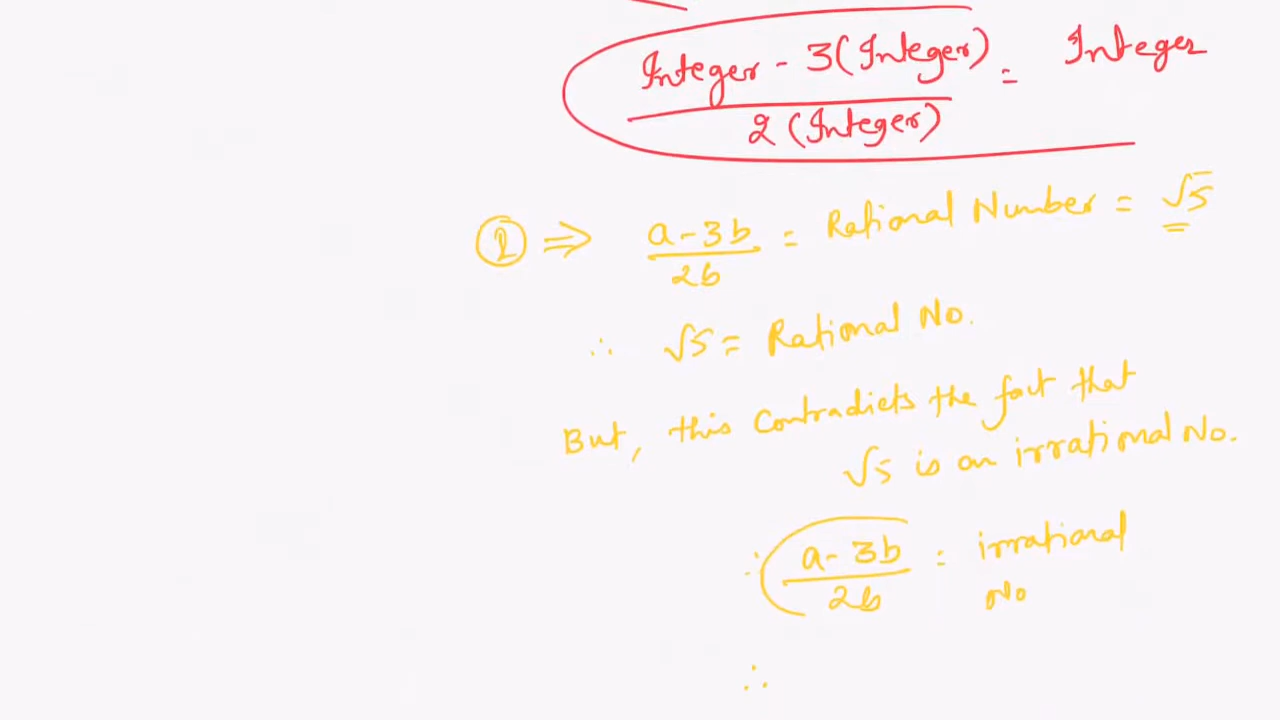 Integer - 3(Integer) = Integer
2 (Integer)
① ⇒ a-3b = Rational Number = √5
2b
∴ √5 = Rational No.
But, this Contradicts the fact that
√5 is an irrational No.
∴ a-3b = irrational
2b No
∴